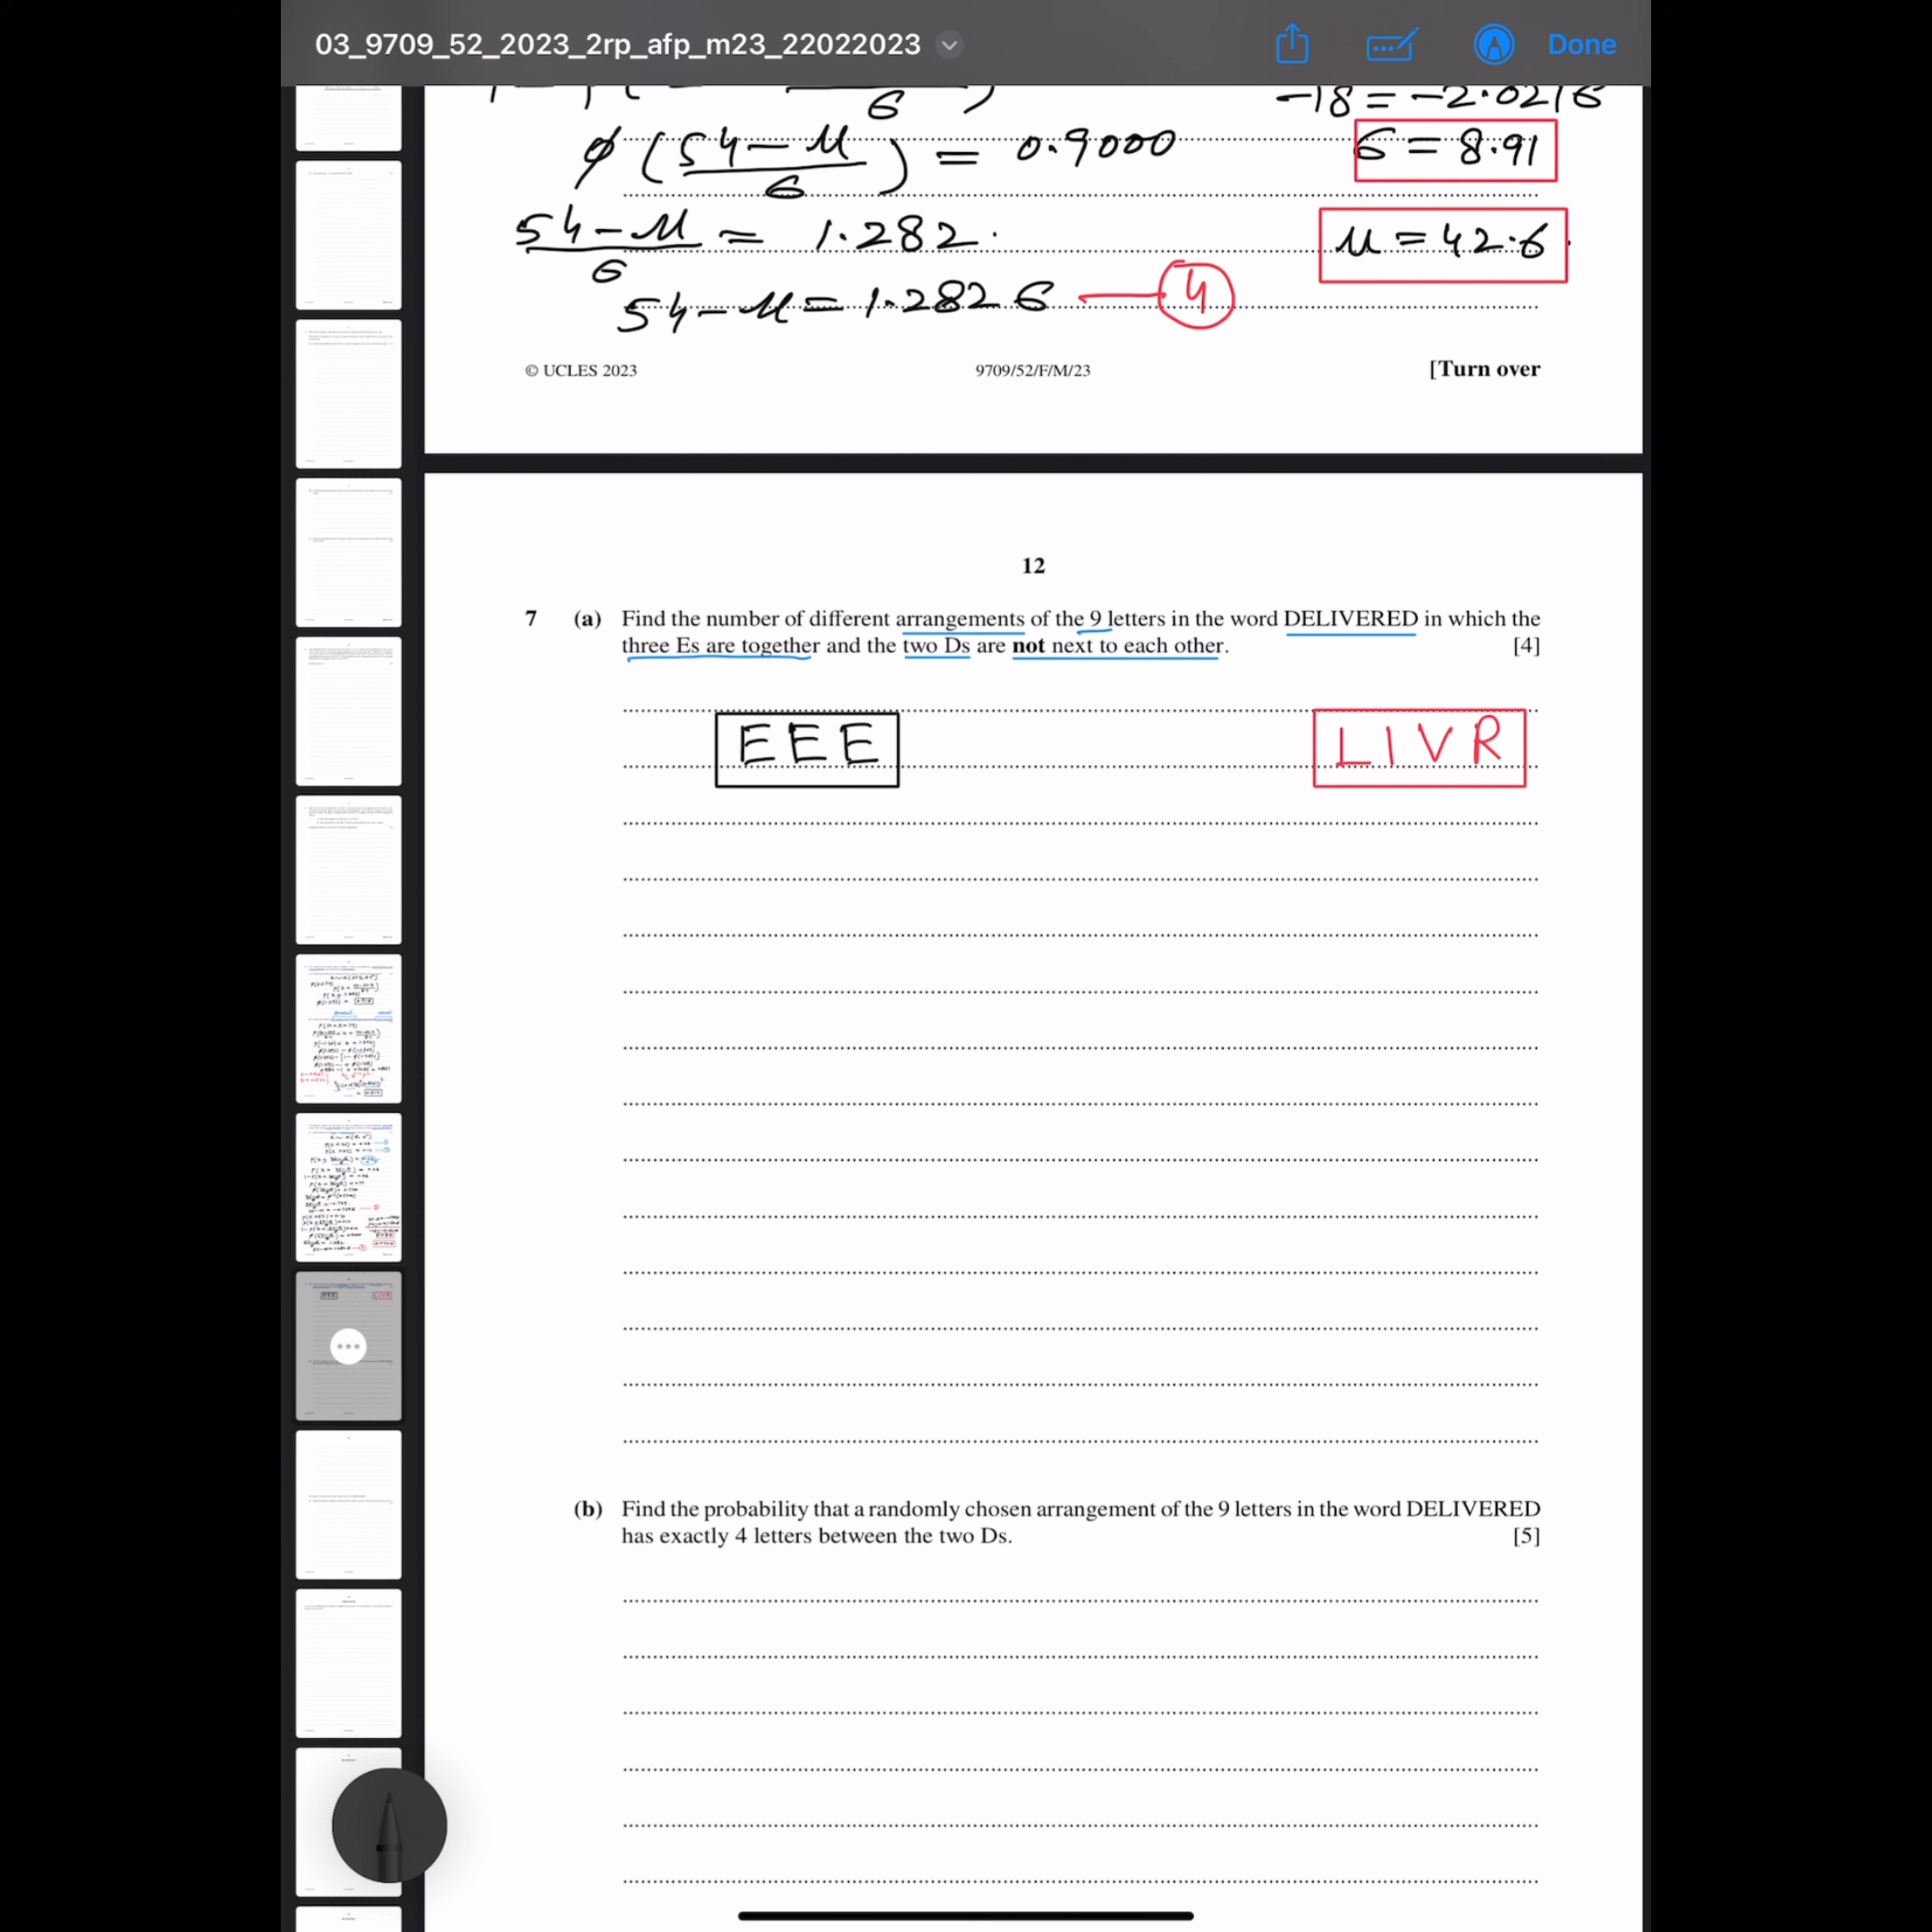 03_9709_52_2023_2rp_afp_m23_22022023
Done
6
-18 = -2.021 6
ϕ (54-μ / 6) = 0.9000
6 = 8.91
54-μ / 6 = 1.282.
μ = 42.6
54-μ = 1.282 6 — 4
© UCLES 2023
9709/52/F/M/23
[Turn over
12
7 (a) Find the number of different arrangements of the 9 letters in the word DELIVERED in which the
three Es are together and the two Ds are not next to each other. [4]
EEE
LIVR
(b) Find the probability that a randomly chosen arrangement of the 9 letters in the word DELIVERED
has exactly 4 letters between the two Ds. [5]